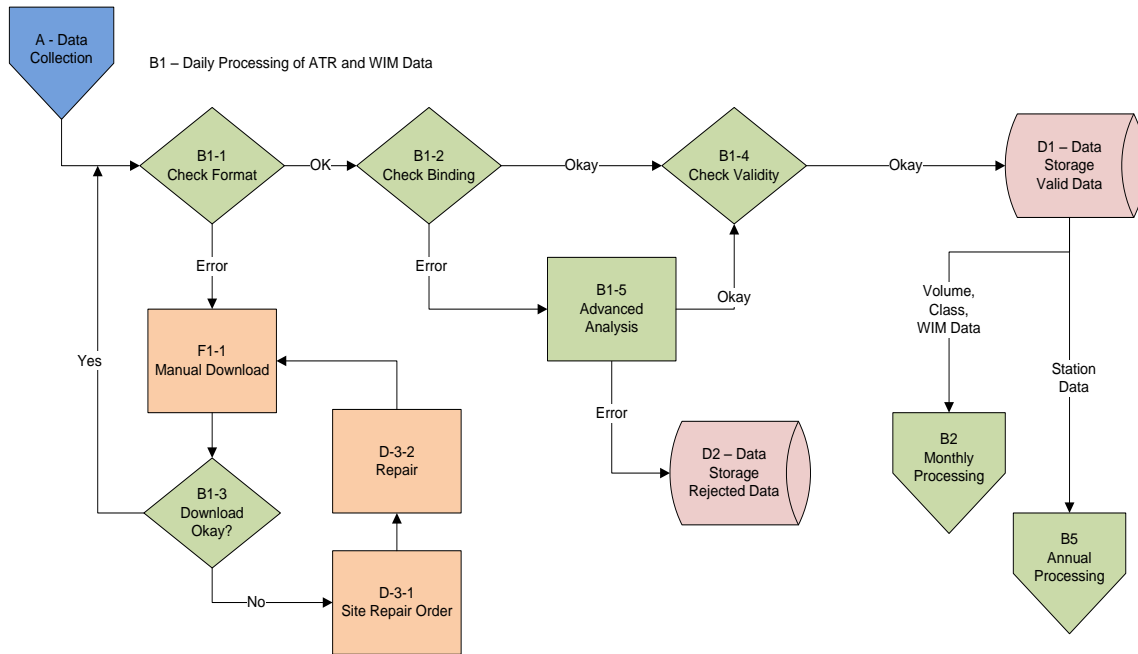 A - Data
Collection
B1 – Daily Processing of ATR and WIM Data
B1-1
Check Format
OK
B1-2
Check Binding
Okay
B1-4
Check Validity
Okay
D1 – Data
Storage
Valid Data
Error
Error
B1-5
Advanced
Analysis
Okay
Volume,
Class,
WIM Data
Yes
F1-1
Manual Download
Station
Data
Error
D-3-2
Repair
D2 – Data
Storage
Rejected Data
B2
Monthly
Processing
B1-3
Download
Okay?
B5
Annual
Processing
No
D-3-1
Site Repair Order